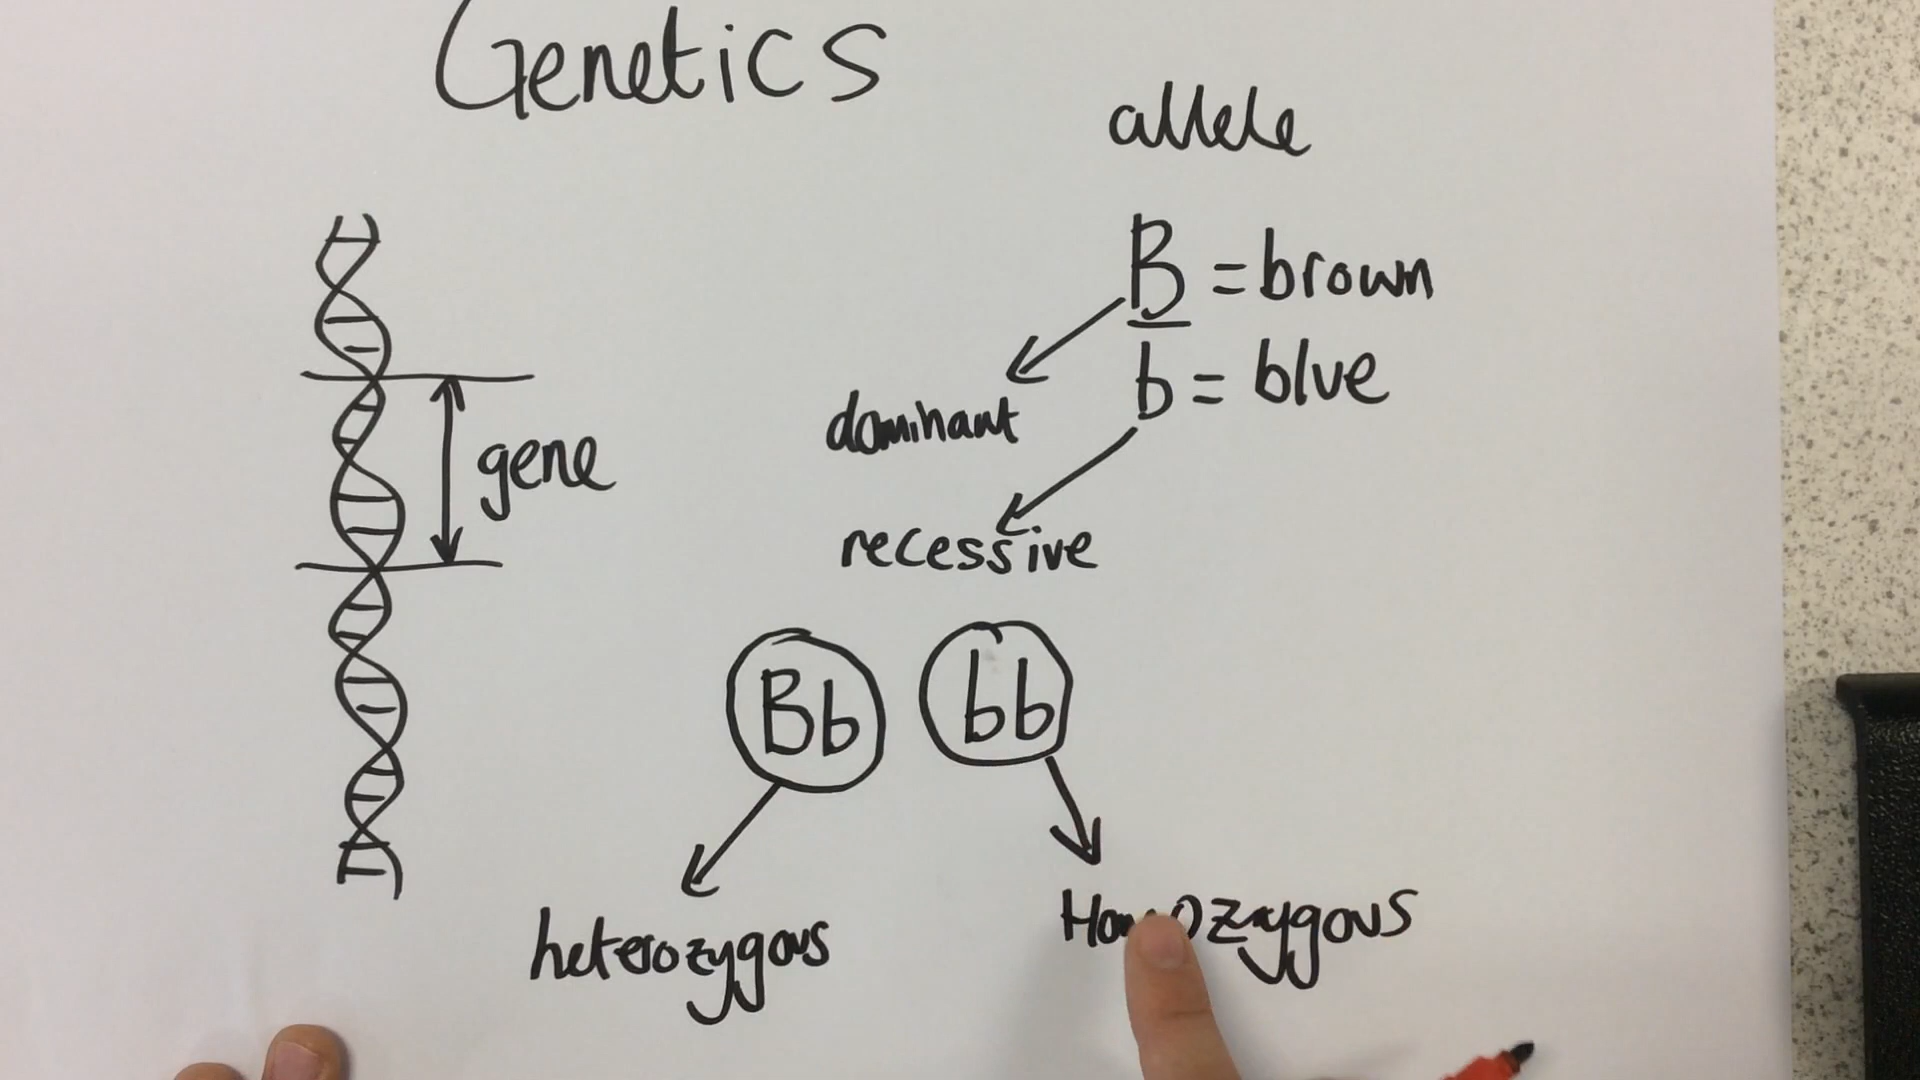 Genetics
allele
B = brown
b = blue
dominant
gene
recessive
Bb
bb
heterozygous